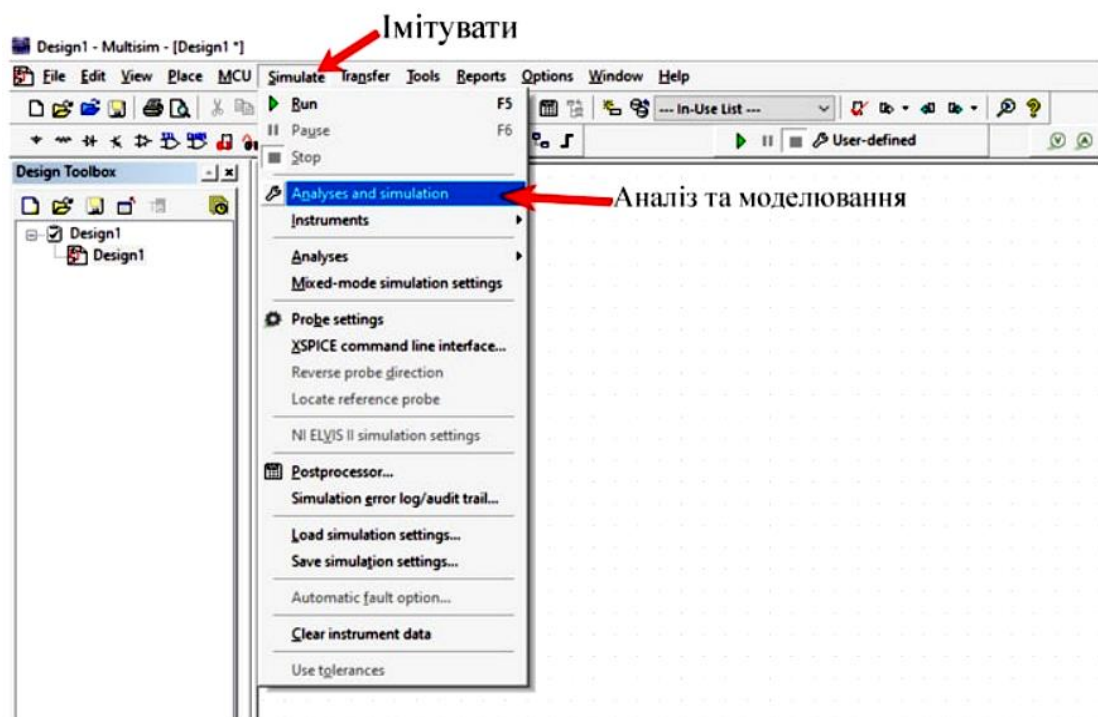 Імітувати
Design1 - Multisim - [Design1 *]
File Edit View Place MCU Simulate Transfer Tools Reports Options Window Help
Run F5
--- In-Use List ---
Pause F6
User-defined
Stop
Design Toolbox
Analyses and simulation
Аналіз та моделювання
Instruments
Design1
Design1
Analyses
Mixed-mode simulation settings
Probe settings
XSPICE command line interface...
Reverse probe direction
Locate reference probe
NI ELVIS II simulation settings
Postprocessor...
Simulation error log/audit trail...
Load simulation settings...
Save simulation settings...
Automatic fault option...
Clear instrument data
Use tolerances